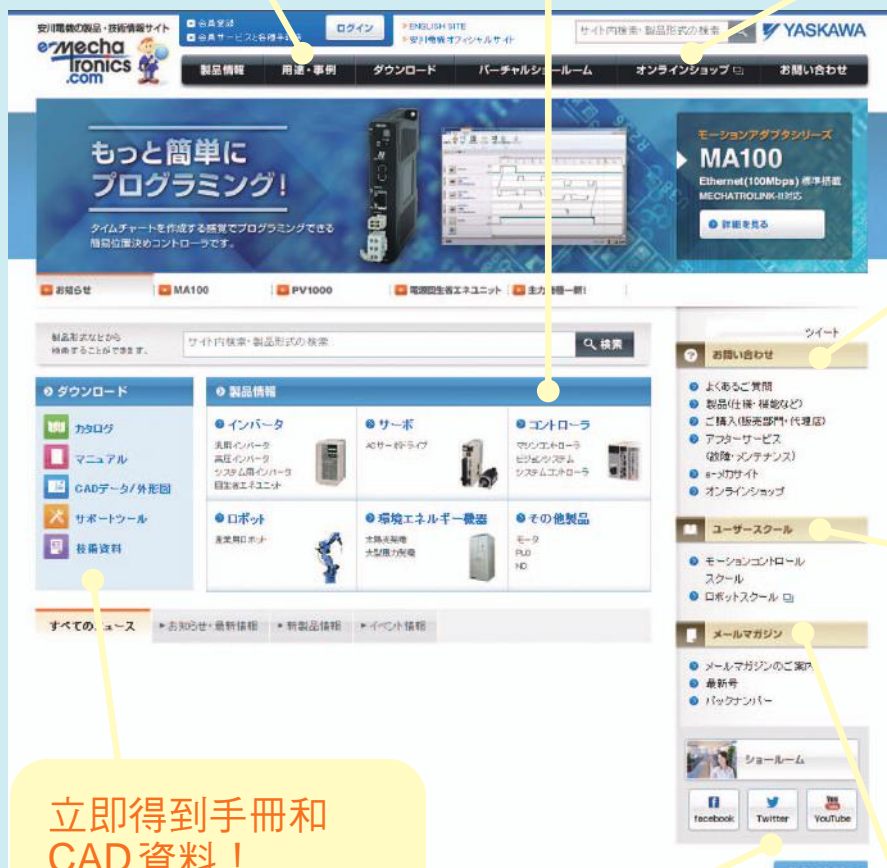 安川電機の製品・技術情報サイト
e-mecha
tronics
.com
会員登録
会員サービスと各種手続き
ログイン
ENGLISH SITE
安川電機オフィシャルサイト
サイト内検索・製品形式の検索
YASKAWA
製品情報
用途・事例
ダウンロード
バーチャルショールーム
オンラインショップ
お問い合わせ
もっと簡単に
プログラミング!
タイムチャートを作成する感覚でプログラミングできる
簡易位置決めコントローラです。
モーションアダプタシリーズ
MA100
Ethernet(100Mbps) 標準搭載
MECHATROLINK-II対応
詳細を見る
お知らせ
MA100
PV1000
電源回生省エネユニット
主力機種一新!
製品形式などから
検索することができます。
サイト内検索・製品形式の検索
検索
ツイート
お問い合わせ
よくあるご質問
製品(仕様・機能など)
ご購入(販売部門・代理店)
アフターサービス
(故障・メンテナンス)
e-メカサイト
オンラインショップ
ダウンロード
カタログ
マニュアル
CADデータ/外形図
サポートツール
技術資料
製品情報
インバータ
汎用インバータ
高圧インバータ
システム用インバータ
回生省エネユニット
サーボ
ACサーボドライブ
コントローラ
マシンコントローラ
ビジョンシステム
システムコントローラ
ロボット
産業用ロボット
環境エネルギー機器
太陽光発電
大型風力発電
その他製品
モータ
PLC
ユーザースクール
モーションコントロール
スクール
ロボットスクール
すべてのニュース
お知らせ・最新情報
新製品情報
イベント情報
メールマガジン
メールマガジンのご案内
最新号
バックナンバー
ショールーム
facebook
Twitter
You Tube
YouTube
立即得到手冊和
CAD資料!